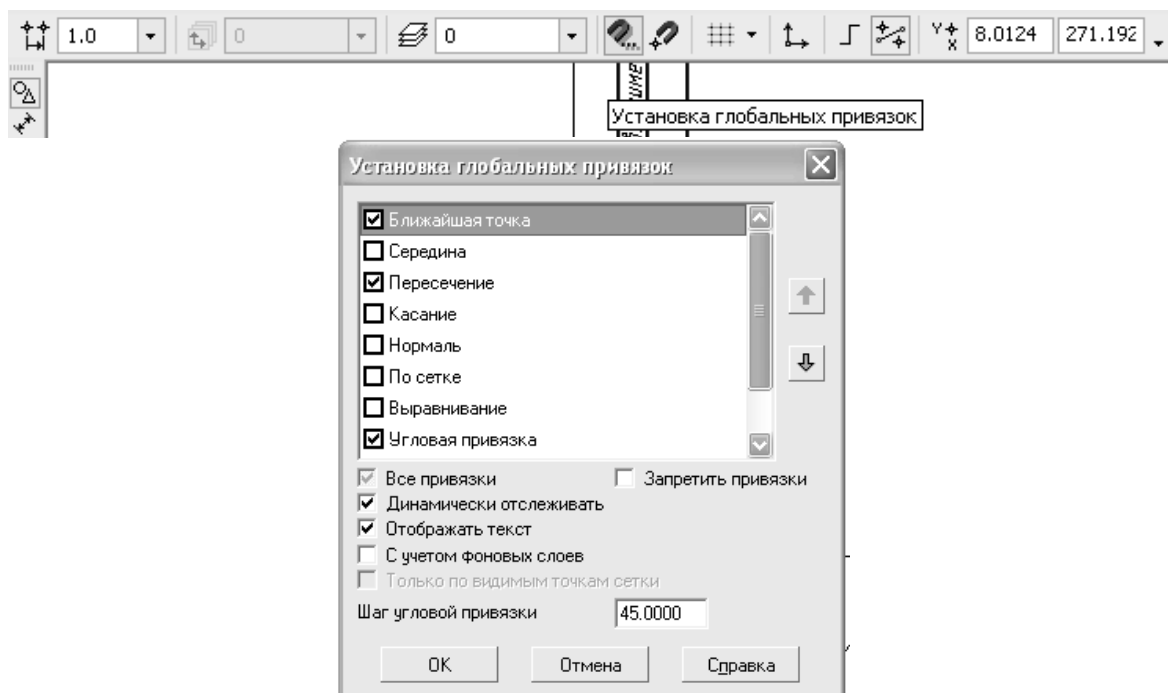 1.0 0 0 8.0124 271.192
Установка глобальных привязок
Установка глобальных привязок
Ближайшая точка
Середина
Пересечение
Касание
Нормаль
По сетке
Выравнивание
Угловая привязка
Все привязки Запретить привязки
Динамически отслеживать
Отображать текст
С учетом фоновых слоев
Только по видимым точкам сетки
Шаг угловой привязки 45.0000
OK Отмена Справка